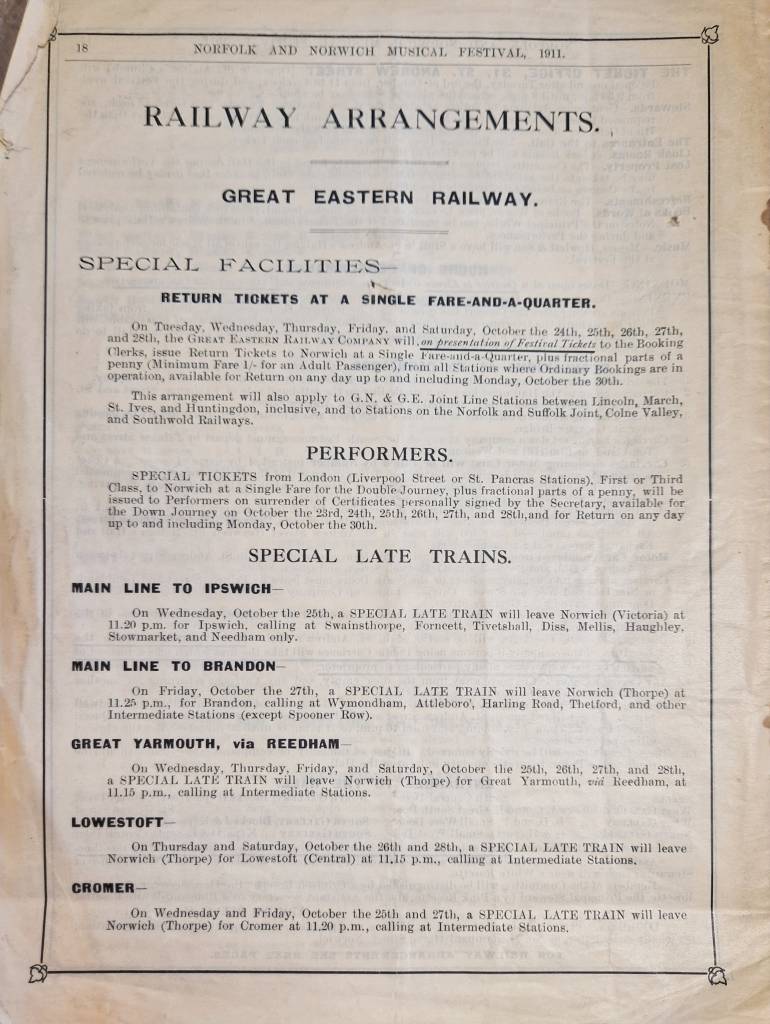 18 NORFOLK AND NORWICH MUSICAL FESTIVAL, 1911.
RAILWAY ARRANGEMENTS.
GREAT EASTERN RAILWAY.
SPECIAL FACILITIES—
RETURN TICKETS AT A SINGLE FARE-AND-A-QUARTER.
On Tuesday, Wednesday, Thursday, Friday, and Saturday, October the 24th, 25th, 26th, 27th,
and 28th, the GREAT EASTERN RAILWAY COMPANY will, on presentation of Festival Tickets to the Booking
Clerks, issue Return Tickets to Norwich at a Single Fare-and-a-Quarter, plus fractional parts of a
penny (Minimum Fare 1/- for an Adult Passenger), from all Stations where Ordinary Bookings are in
operation, available for Return on any day up to and including Monday, October the 30th.
This arrangement will also apply to G.N. & G.E. Joint Line Stations between Lincoln, March,
St. Ives, and Huntingdon, inclusive, and to Stations on the Norfolk and Suffolk Joint, Colne Valley,
and Southwold Railways.
PERFORMERS.
SPECIAL TICKETS from London (Liverpool Street or St. Pancras Stations), First or Third
Class, to Norwich at a Single Fare for the Double Journey, plus fractional parts of a penny, will be
issued to Performers on surrender of Certificates personally signed by the Secretary, available for
the Down Journey on October the 23rd, 24th, 25th, 26th, 27th, and 28th, and for Return on any day
up to and including Monday, October the 30th.
SPECIAL LATE TRAINS.
MAIN LINE TO IPSWICH—
On Wednesday, October the 25th, a SPECIAL LATE TRAIN will leave Norwich (Victoria) at
11.20 p.m. for Ipswich, calling at Swainsthorpe, Forncett, Tivetshall, Diss, Mellis, Haughley,
Stowmarket, and Needham only.
MAIN LINE TO BRANDON—
On Friday, October the 27th, a SPECIAL LATE TRAIN will leave Norwich (Thorpe) at
11.25 p.m., for Brandon, calling at Wymondham, Attleboro', Harling Road, Thetford, and other
Intermediate Stations (except Spooner Row).
GREAT YARMOUTH, via REEDHAM—
On Wednesday, Thursday, Friday, and Saturday, October the 25th, 26th, 27th, and 28th,
a SPECIAL LATE TRAIN will leave Norwich (Thorpe) for Great Yarmouth, viâ Reedham, at
11.15 p.m., calling at Intermediate Stations.
LOWESTOFT—
On Thursday and Saturday, October the 26th and 28th, a SPECIAL LATE TRAIN will leave
Norwich (Thorpe) for Lowestoft (Central) at 11.15 p.m., calling at Intermediate Stations.
CROMER—
On Wednesday and Friday, October the 25th and 27th, a SPECIAL LATE TRAIN will leave
Norwich (Thorpe) for Cromer at 11.20 p.m., calling at Intermediate Stations.